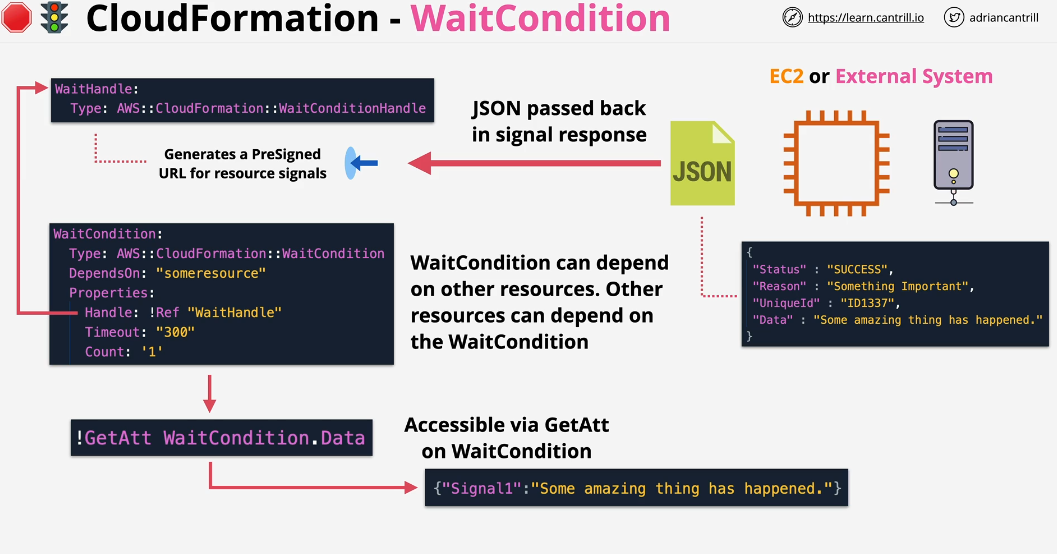 CloudFormation - WaitCondition
https://learn.cantrill.io
adriancantrill
WaitHandle:
Type: AWS::CloudFormation::WaitConditionHandle
Generates a PreSigned
URL for resource signals
JSON passed back
in signal response
EC2 or External System
JSON
WaitCondition:
Type: AWS::CloudFormation::WaitCondition
DependsOn: "someresource"
Properties:
Handle: !Ref "WaitHandle"
Timeout: "300"
Count: '1'
WaitCondition can depend
on other resources. Other
resources can depend on
the WaitCondition
{
"Status" : "SUCCESS",
"Reason" : "Something Important",
"UniqueId" : "ID1337",
"Data" : "Some amazing thing has happened."
}
!GetAtt WaitCondition.Data
Accessible via GetAtt
on WaitCondition
{"Signal1":"Some amazing thing has happened."}